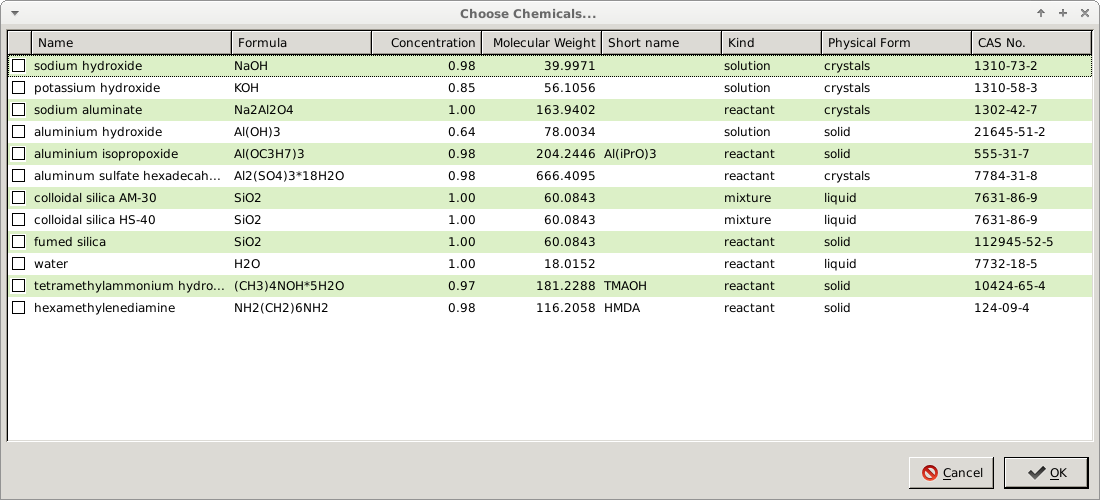 Choose Chemicals...
Name Formula Concentration Molecular Weight Short name Kind Physical Form CAS No.
sodium hydroxide NaOH 0.98 39.9971 solution crystals 1310-73-2
potassium hydroxide KOH 0.85 56.1056 solution crystals 1310-58-3
sodium aluminate Na2Al2O4 1.00 163.9402 reactant crystals 1302-42-7
aluminium hydroxide Al(OH)3 0.64 78.0034 solution solid 21645-51-2
aluminium isopropoxide Al(OC3H7)3 0.98 204.2446 Al(iPrO)3 reactant solid 555-31-7
aluminum sulfate hexadecah... Al2(SO4)3*18H2O 0.98 666.4095 reactant crystals 7784-31-8
colloidal silica AM-30 SiO2 1.00 60.0843 mixture liquid 7631-86-9
colloidal silica HS-40 SiO2 1.00 60.0843 mixture liquid 7631-86-9
fumed silica SiO2 1.00 60.0843 reactant solid 112945-52-5
water H2O 1.00 18.0152 reactant liquid 7732-18-5
tetramethylammonium hydro... (CH3)4NOH*5H2O 0.97 181.2288 TMAOH reactant solid 10424-65-4
hexamethylenediamine NH2(CH2)6NH2 0.98 116.2058 HMDA reactant solid 124-09-4
Cancel OK